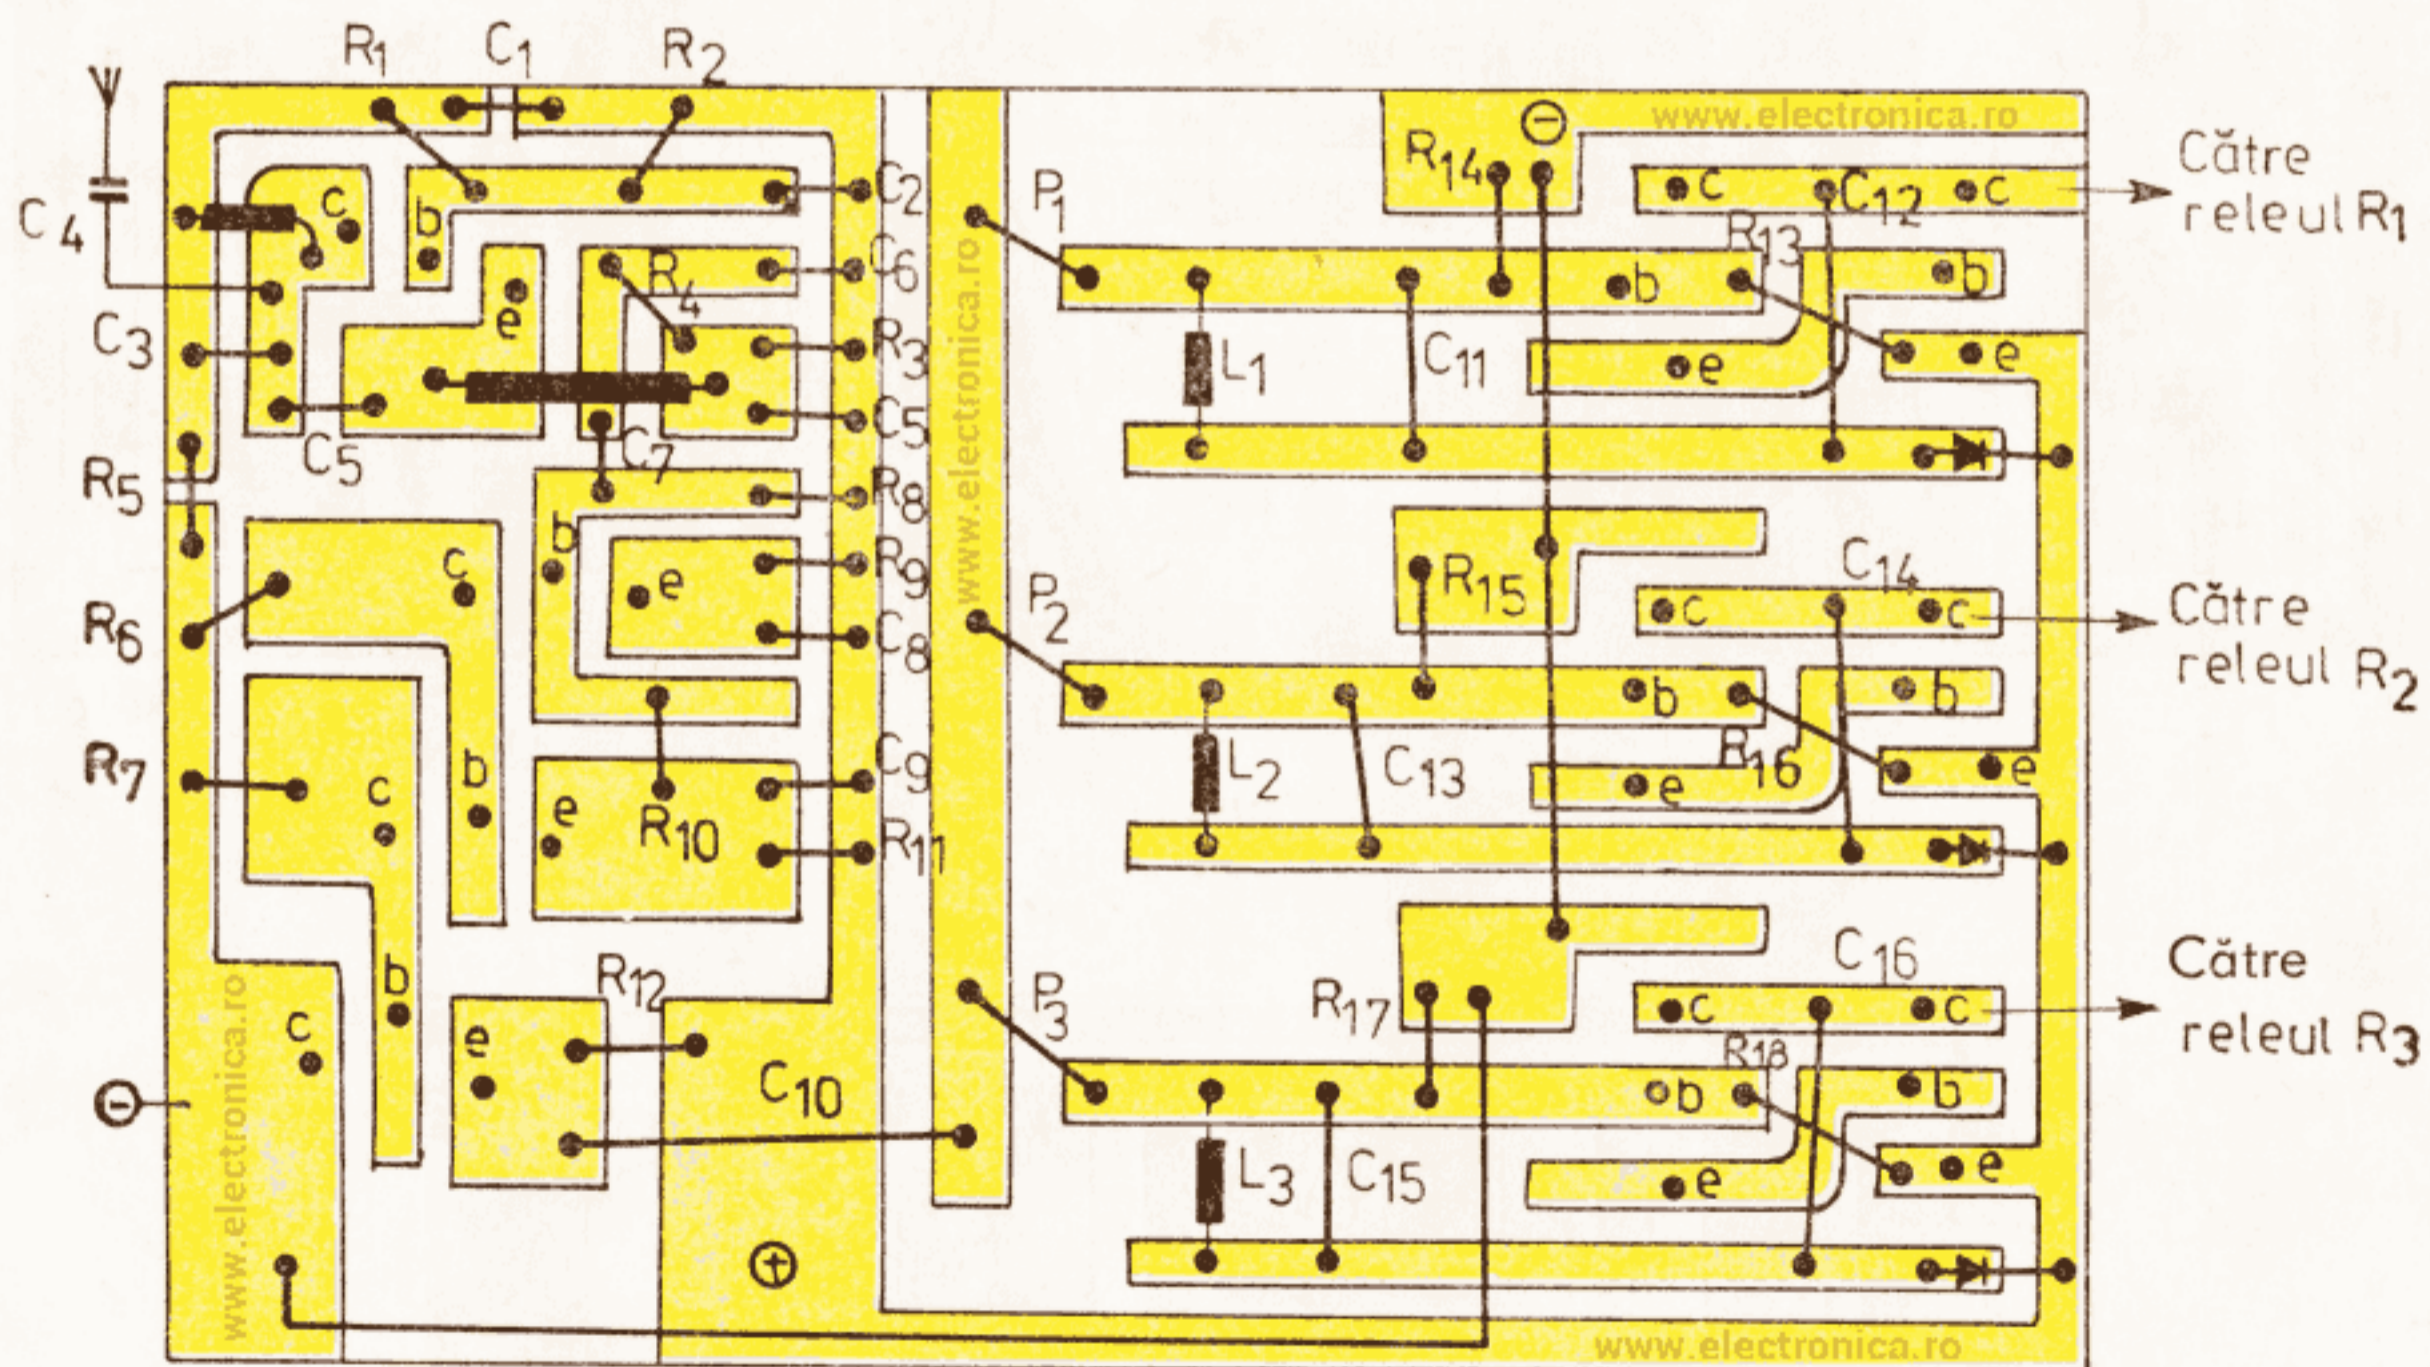 R1
C1
R2
www.electronica.ro
R14
P1
c
C12
c
Către
releul R1
C4
c
b
C2
R13
C6
R4
b
b
e
C3
R3
L1
C11
e
e
C5
C5
C7
www.electronica.ro
R5
R8
b
c
R9
e
R15
C14
c
c
Către
releul R2
R6
C8
P2
b
b
R7
b
C9
L2
C13
R16
e
e
c
e
R10
R11
b
R12
P3
R17
C16
c
c
Către
releul R3
c
e
C10
R18
b
b
www.electronica.ro
L3
C15
e
e
www.electronica.ro